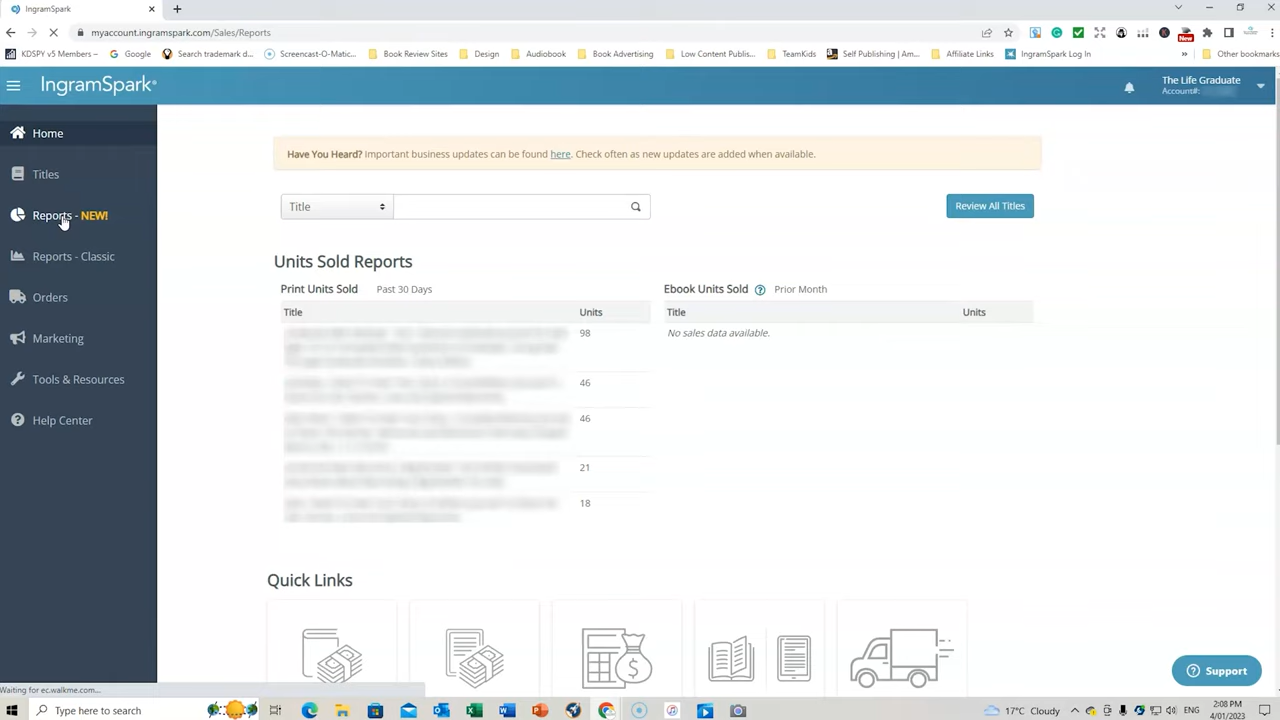 IngramSpark
myaccount.ingramspark.com/Sales/Reports
KDSPY v5 Members –
Google
Search trademark d...
Screencast-O-Matic...
Book Review Sites
Design
Audiobook
Book Advertising
Low Content Publis...
TeamKids
Self Publishing | Am...
Affiliate Links
IngramSpark Log In
»
Other bookmarks
New
IngramSpark®
The Life Graduate
Account#:
Home
Titles
Reports - NEW!
Reports - Classic
Orders
Marketing
Tools & Resources
Help Center
Have You Heard? Important business updates can be found here. Check often as new updates are added when available.
Title
Review All Titles
Units Sold Reports
Print Units Sold Past 30 Days
Title Units
98
46
46
21
18
Ebook Units Sold ? Prior Month
Title Units
No sales data available.
Quick Links
Support
Waiting for ec.walkme.com...
Type here to search
17°C Cloudy
ENG
2:08 PM
4/01/2023